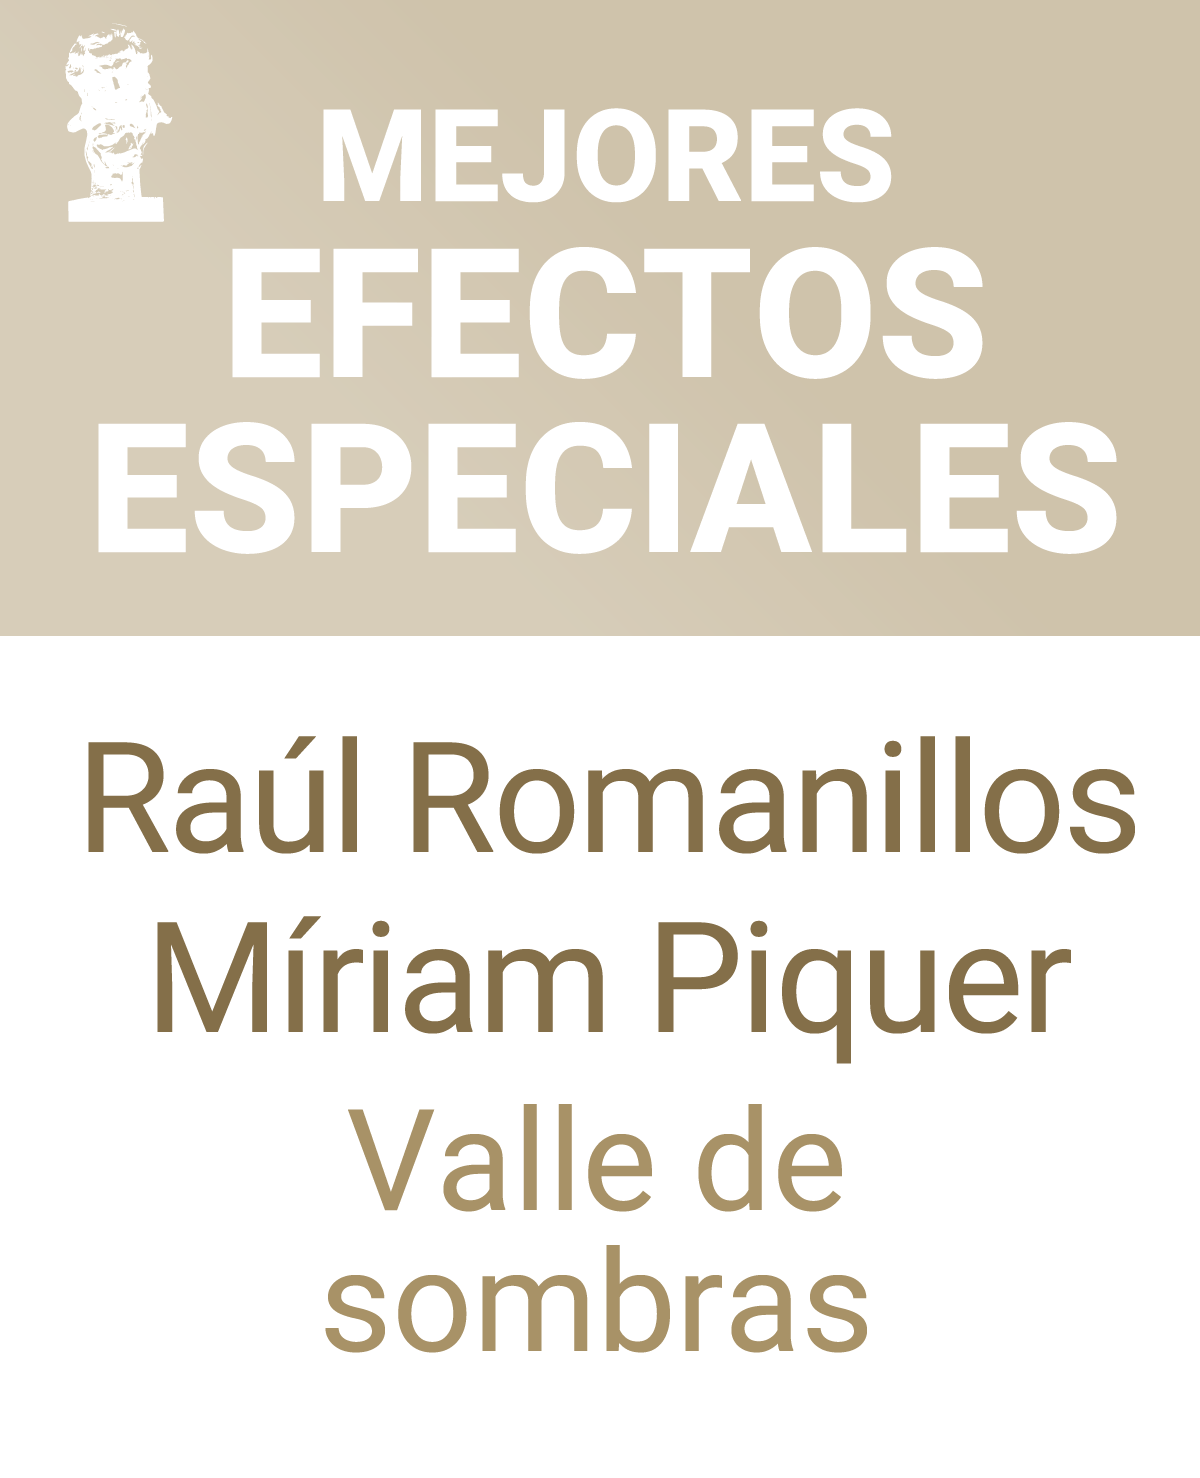 MEJORES
EFECTOS
ESPECIALES
Raúl Romanillos
Míriam Piquer
Valle de
sombras